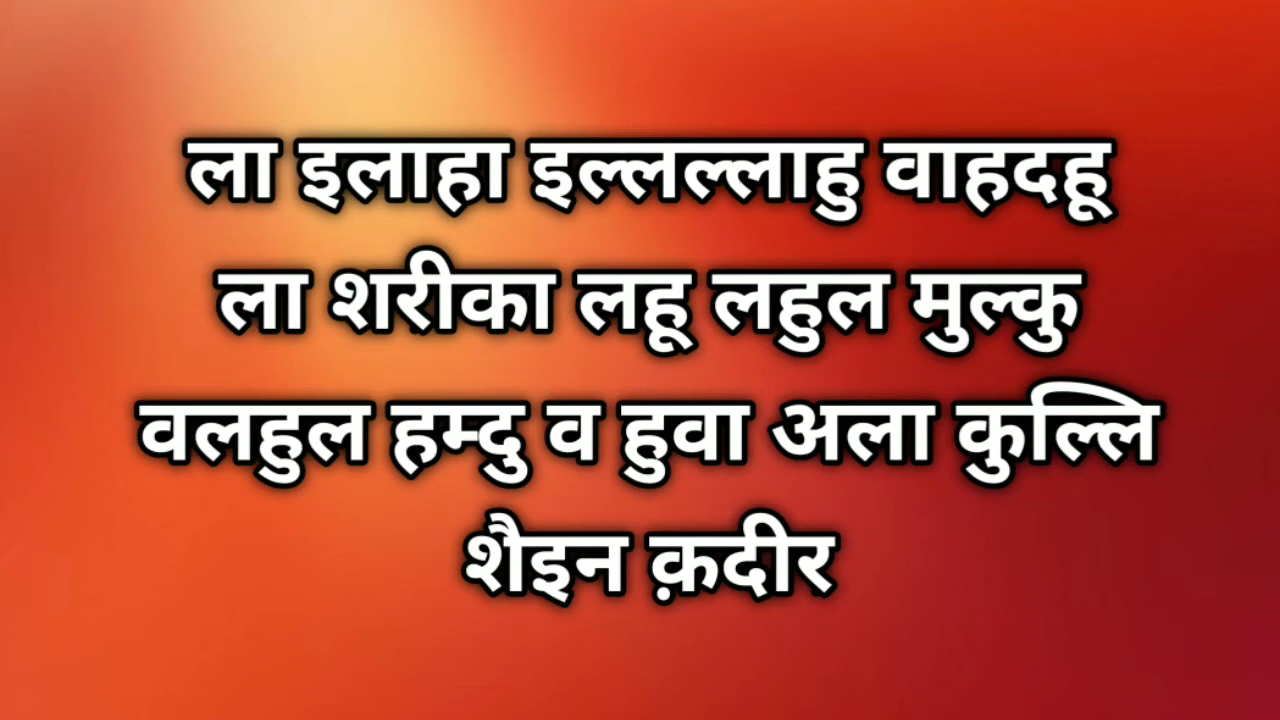 ला इलाहा इल्लल्लाहु वाहदहू
ला शरीका लहू लहुल मुल्कु
वलहुल हम्दु व हुवा अला कुल्लि
शैइन क़दीर